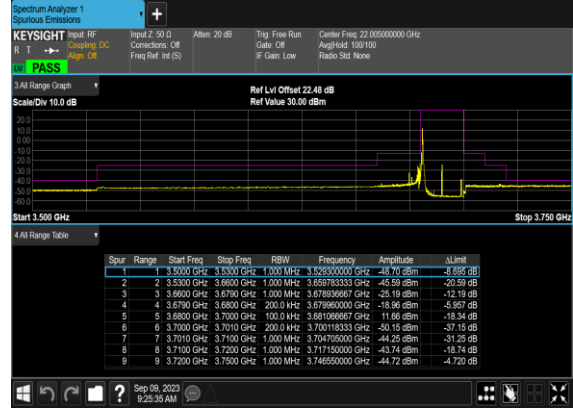 Spectrum Analyzer 1
Spurious Emissions
KEYSIGHT Input: RF Input Z: 50 Ω Atten: 20 dB Trig: Free Run Center Freq: 22.005000000 GHz
R T Coupling: DC Corrections: Off Gate: Off Avg|Hold: 100/100
Align: Off Freq Ref: Int (S) IF Gain: Low Radio Std: None
PASS
3 All Range Graph
Ref Lvl Offset 22.48 dB
Scale/Div 10.0 dB Ref Value 30.00 dBm
20.0
10.0
0.00
-10.0
-20.0
-30.0
-40.0
-50.0
-60.0
Start 3.500 GHz Stop 3.750 GHz
4 All Range Table
Spur Range Start Freq Stop Freq RBW Frequency Amplitude ΔLimit
1 1 3.5000 GHz 3.5300 GHz 1.000 MHz 3.529300000 GHz -48.70 dBm -8.695 dB
2 2 3.5300 GHz 3.6600 GHz 1.000 MHz 3.659783333 GHz -45.59 dBm -20.59 dB
3 3 3.6600 GHz 3.6790 GHz 1.000 MHz 3.678936667 GHz -25.19 dBm -12.19 dB
4 4 3.6790 GHz 3.6800 GHz 200.0 kHz 3.679960000 GHz -18.96 dBm -5.957 dB
5 5 3.6800 GHz 3.7000 GHz 100.0 kHz 3.681066667 GHz 11.66 dBm -18.34 dB
6 6 3.7000 GHz 3.7010 GHz 200.0 kHz 3.700118333 GHz -50.15 dBm -37.15 dB
7 7 3.7010 GHz 3.7100 GHz 1.000 MHz 3.704705000 GHz -44.25 dBm -31.25 dB
8 8 3.7100 GHz 3.7200 GHz 1.000 MHz 3.717150000 GHz -43.74 dBm -18.74 dB
9 9 3.7200 GHz 3.7500 GHz 1.000 MHz 3.746550000 GHz -44.72 dBm -4.720 dB
Sep 09, 2023
9:25:35 AM